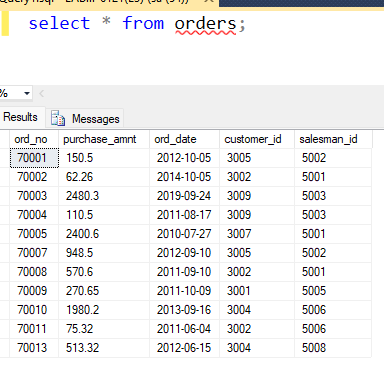 select * from orders;
%
Results Messages
ord_no purchase_amnt ord_date customer_id salesman_id
70001 150.5 2012-10-05 3005 5002
70002 62.26 2014-10-05 3002 5001
70003 2480.3 2019-09-24 3009 5003
70004 110.5 2011-08-17 3009 5003
70005 2400.6 2010-07-27 3007 5001
70007 948.5 2012-09-10 3005 5002
70008 570.6 2011-09-10 3002 5001
70009 270.65 2011-10-09 3001 5005
70010 1980.2 2013-09-16 3004 5006
70011 75.32 2011-06-04 3002 5006
70013 513.32 2012-06-15 3004 5008